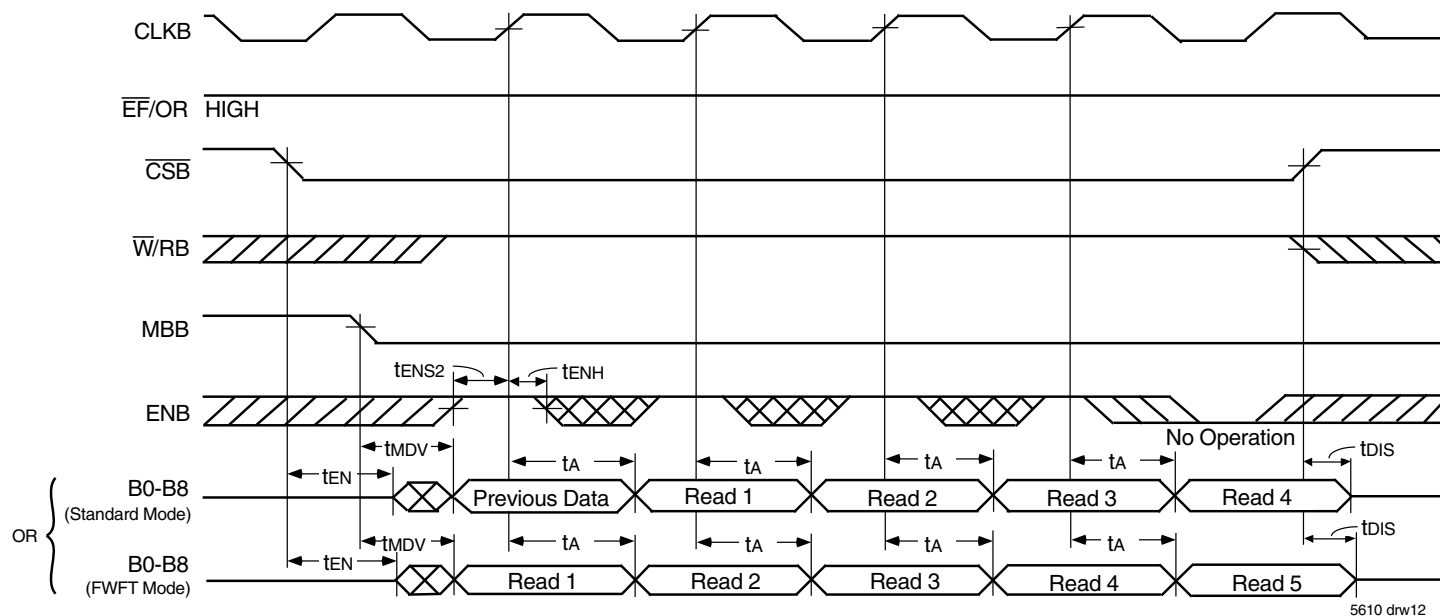 CLKB
EF/OR HIGH
CSB
W/RB
MBB
tENS2 tENH
ENB
No Operation
tMDV
tEN tA tA tA tA tDIS
B0-B8 Previous Data Read 1 Read 2 Read 3 Read 4
(Standard Mode)
OR
tMDV tDIS
tEN tA tA tA tA
B0-B8 Read 1 Read 2 Read 3 Read 4 Read 5
(FWFT Mode)
5610 drw12